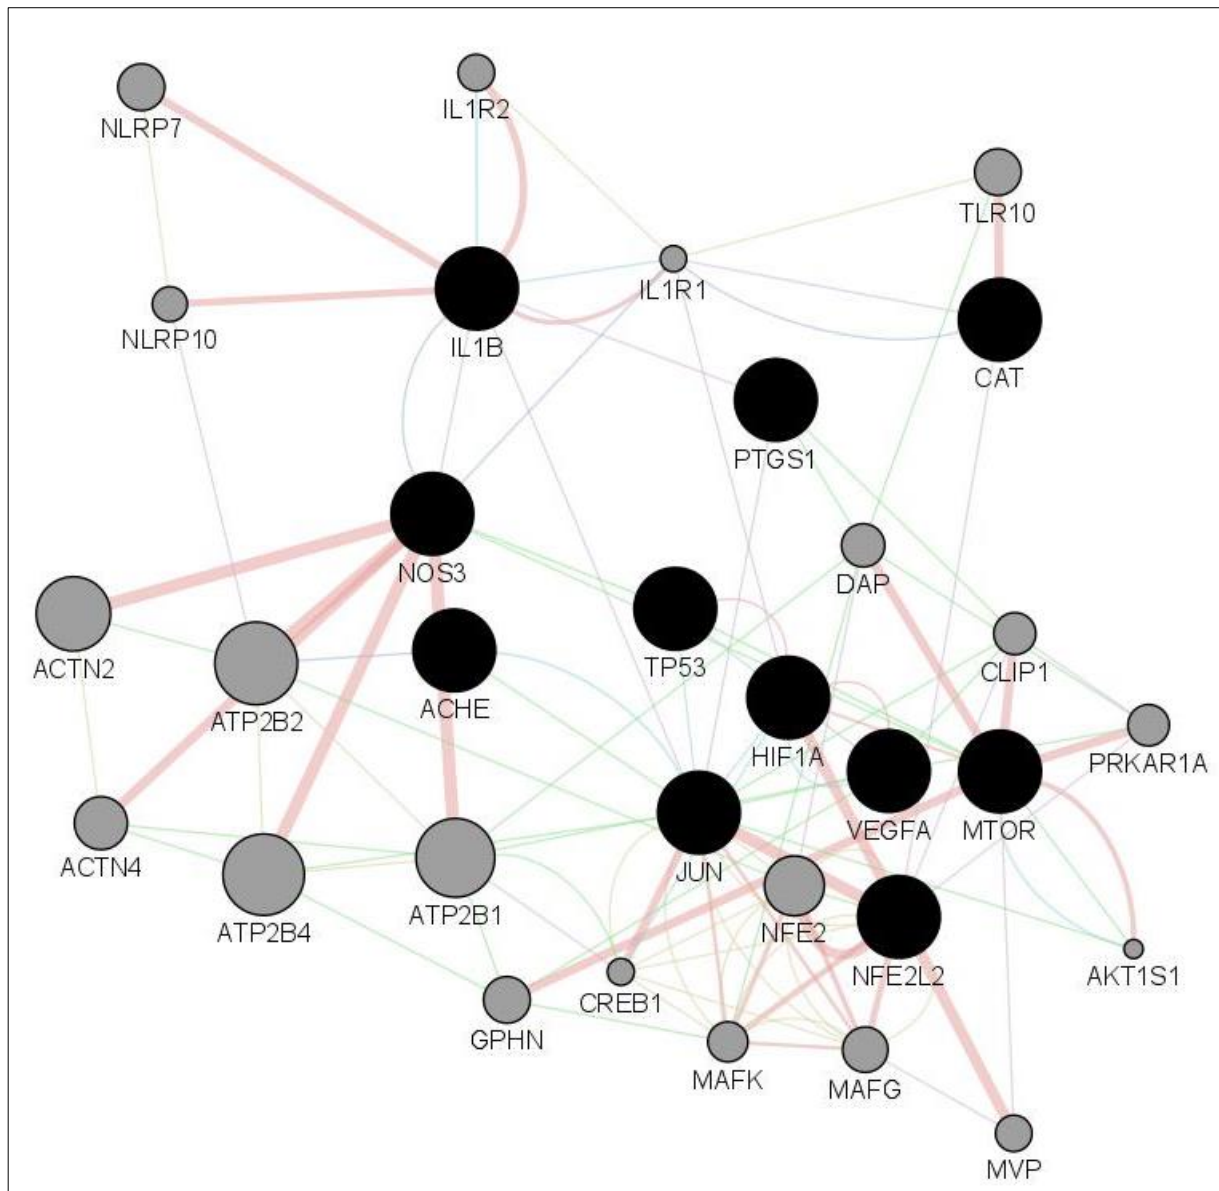 IL1R2
NLRP7
TLR10
IL1R1
NLRP10
IL1B
CAT
PTGS1
NOS3
DAP
ACTN2
TP53
CLIP1
ATP2B2
ACHE
HIF1A
PRKAR1A
VEGFA
MTOR
ACTN4
JUN
ATP2B1
ATP2B4
NFE2
NFE2L2
AKT1S1
CREB1
GPHN
MAFK
MAFG
MVP